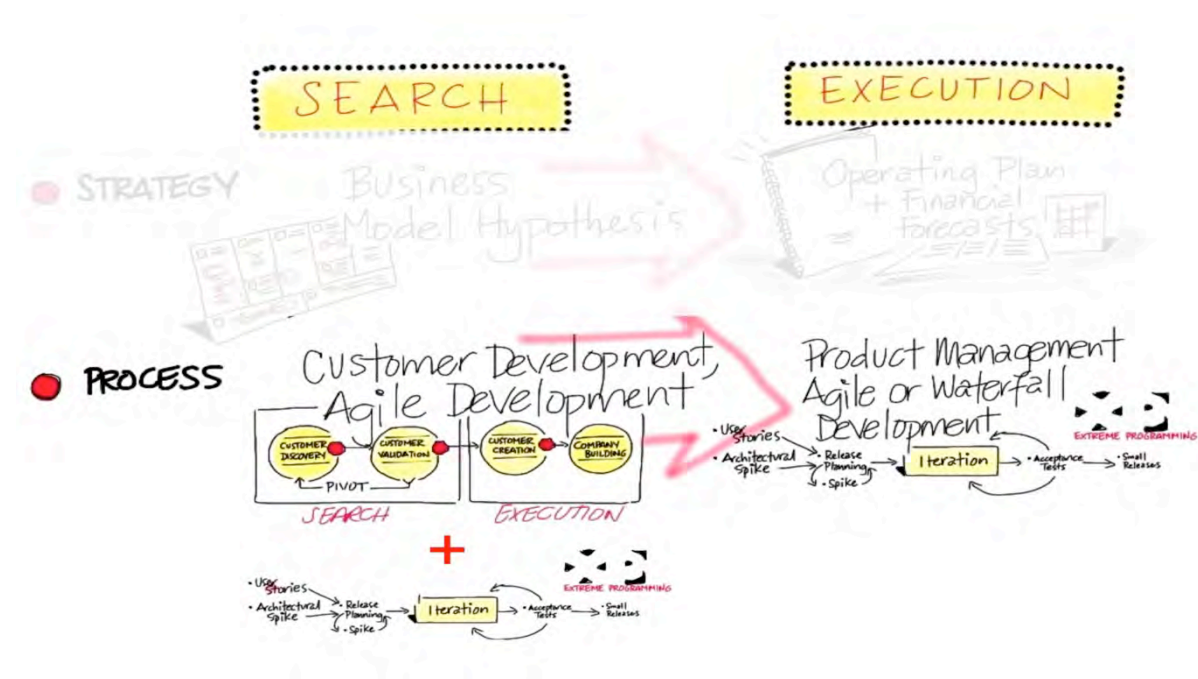 SEARCH
EXECUTION
STRATEGY
Business
Model Hypothesis
Operating Plan
+ Financial
Forecasts
PROCESS
Customer Development,
Agile Development
CUSTOMER
DISCOVERY
CUSTOMER
VALIDATION
CUSTOMER
CREATION
COMPANY
BUILDING
PIVOT
SEARCH
EXECUTION
+
• User
Stories
• Architectural
Spike
• Release
Planning
• Spike
Iteration
• Acceptance
Tests
• Small
Releases
EXTREME PROGRAMMING
Product Management
Agile or Waterfall
Development
EXTREME PROGRAMMING
• User
Stories
• Architectural
Spike
• Release
Planning
• Spike
Iteration
• Acceptance
Tests
• Small
Releases